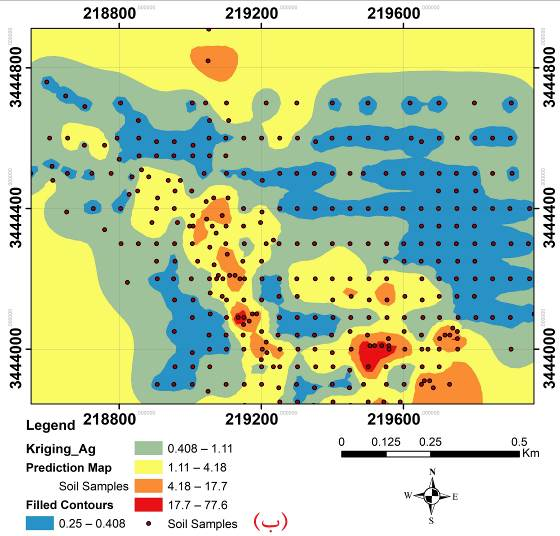 218800 219200 219600
3444800 3444800
3444400 3444400
3444000 3444000
218800 219200 219600
Legend
Kriging_Ag
Prediction Map
Soil Samples
Filled Contours
0.25 – 0.408
0.408 – 1.11
1.11 – 4.18
4.18 – 17.7
17.7 – 77.6
Soil Samples
(ب)
0 0.125 0.25 0.5
Km
N
W E
S